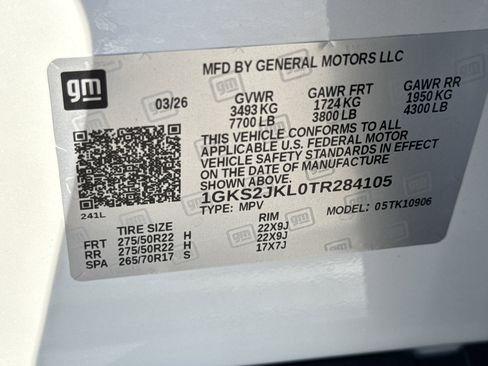 gm
MFD BY GENERAL MOTORS LLC
03/26
GVWR GAWR FRT GAWR RR
3493 KG 1724 KG 1950 KG
7700 LB 3800 LB 4300 LB
THIS VEHICLE CONFORMS TO ALL
APPLICABLE U.S. FEDERAL MOTOR
VEHICLE SAFETY STANDARDS IN EFFECT
ON THE DATE OF MANUFACTURE SHOWN ABOVE.
1GKS2JKL0TR284105
241L
TYPE: MPV MODEL: 05TK10906
TIRE SIZE RIM
FRT 275/50R22 H 22X9J
RR 275/50R22 H 22X9J
SPA 265/70R17 S 17X7J